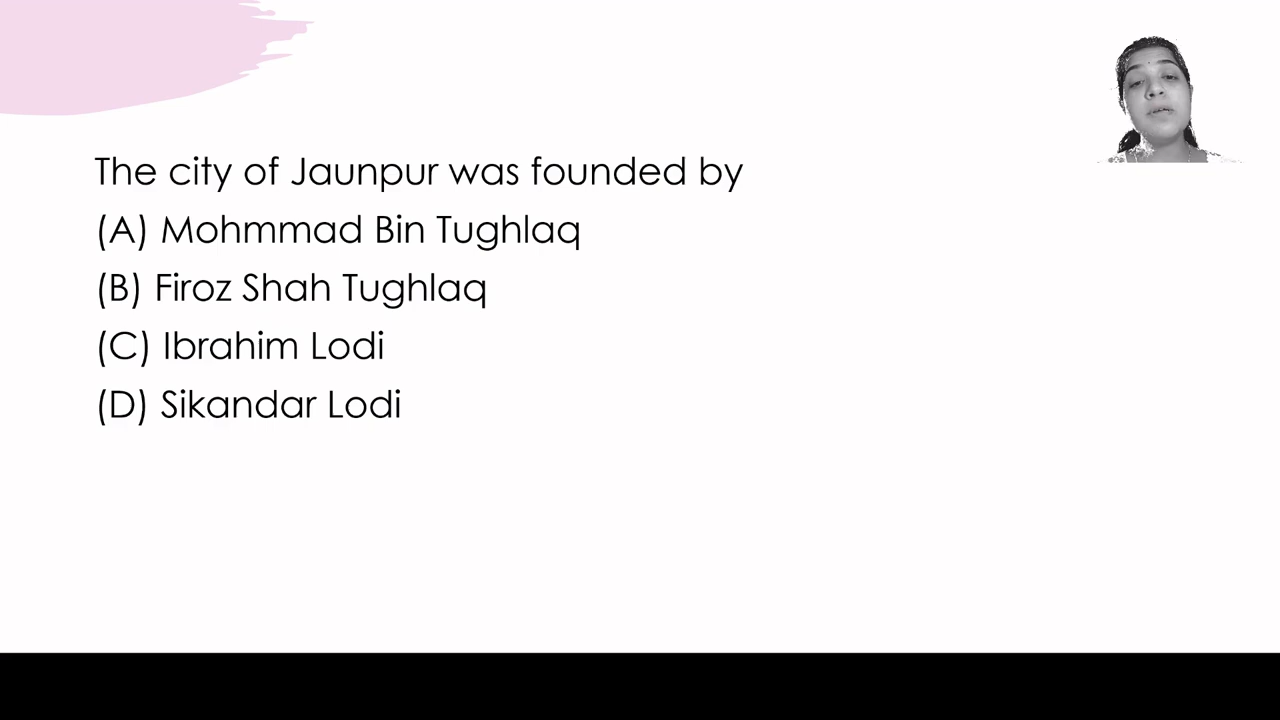 The city of Jaunpur was founded by
(A) Mohmmad Bin Tughlaq
(B) Firoz Shah Tughlaq
(C) Ibrahim Lodi
(D) Sikandar Lodi